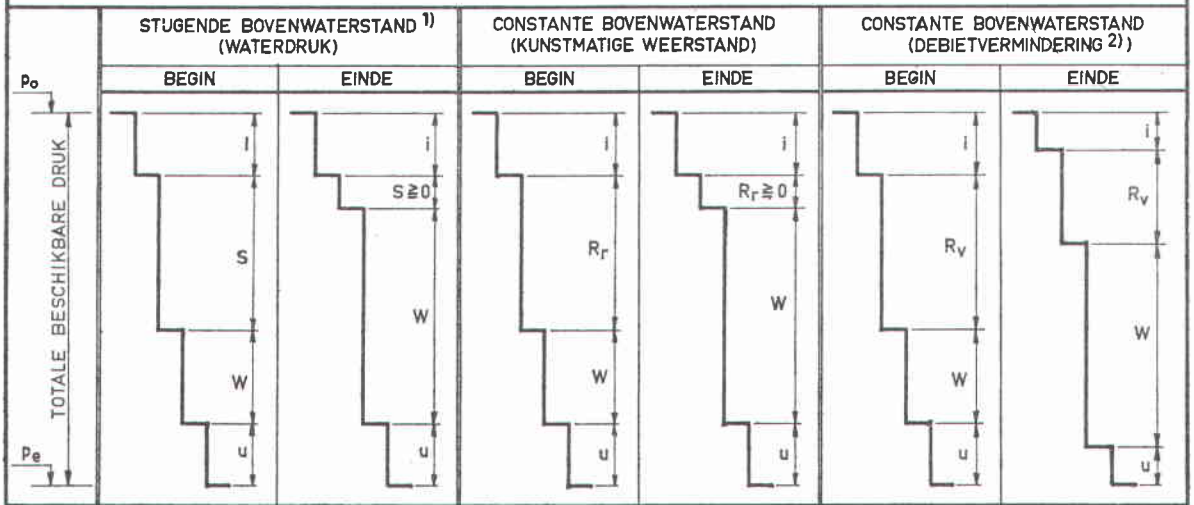 STIJGENDE BOVENWATERSTAND 1)
(WATERDRUK)
CONSTANTE BOVENWATERSTAND
(KUNSTMATIGE WEERSTAND)
CONSTANTE BOVENWATERSTAND
(DEBIETVERMINDERING 2))
Po
BEGIN
EINDE
BEGIN
EINDE
BEGIN
EINDE
TOTALE BESCHIKBARE DRUK
i
S
W
u
i
S ≧ 0
W
u
i
Rr
W
u
i
Rr ≧ 0
W
u
i
Rv
W
u
i
Rv
W
u
Pe